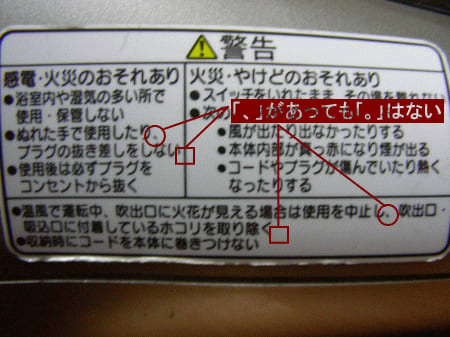 警告
感電・火災のおそれあり
●浴室内や湿気の多い所で
使用・保管しない
●ぬれた手で使用したり、
プラグの抜き差しをしない
●使用後は必ずプラグを
コンセントから抜く
火災・やけどのおそれあり
●スイッチをいれたまま、その場を離れない
●次の
「、」があっても「。」はない
●風が出たり出なかったりする
●本体内部が真っ赤になり煙が出る
●コードやプラグが傷んでいたり熱く
なったりする
●温風で運転中、吹出口に火花が見える場合は使用を中止し、吹出口・
吸込口に付着しているホコリを取り除く
●収納時にコードを本体に巻きつけない